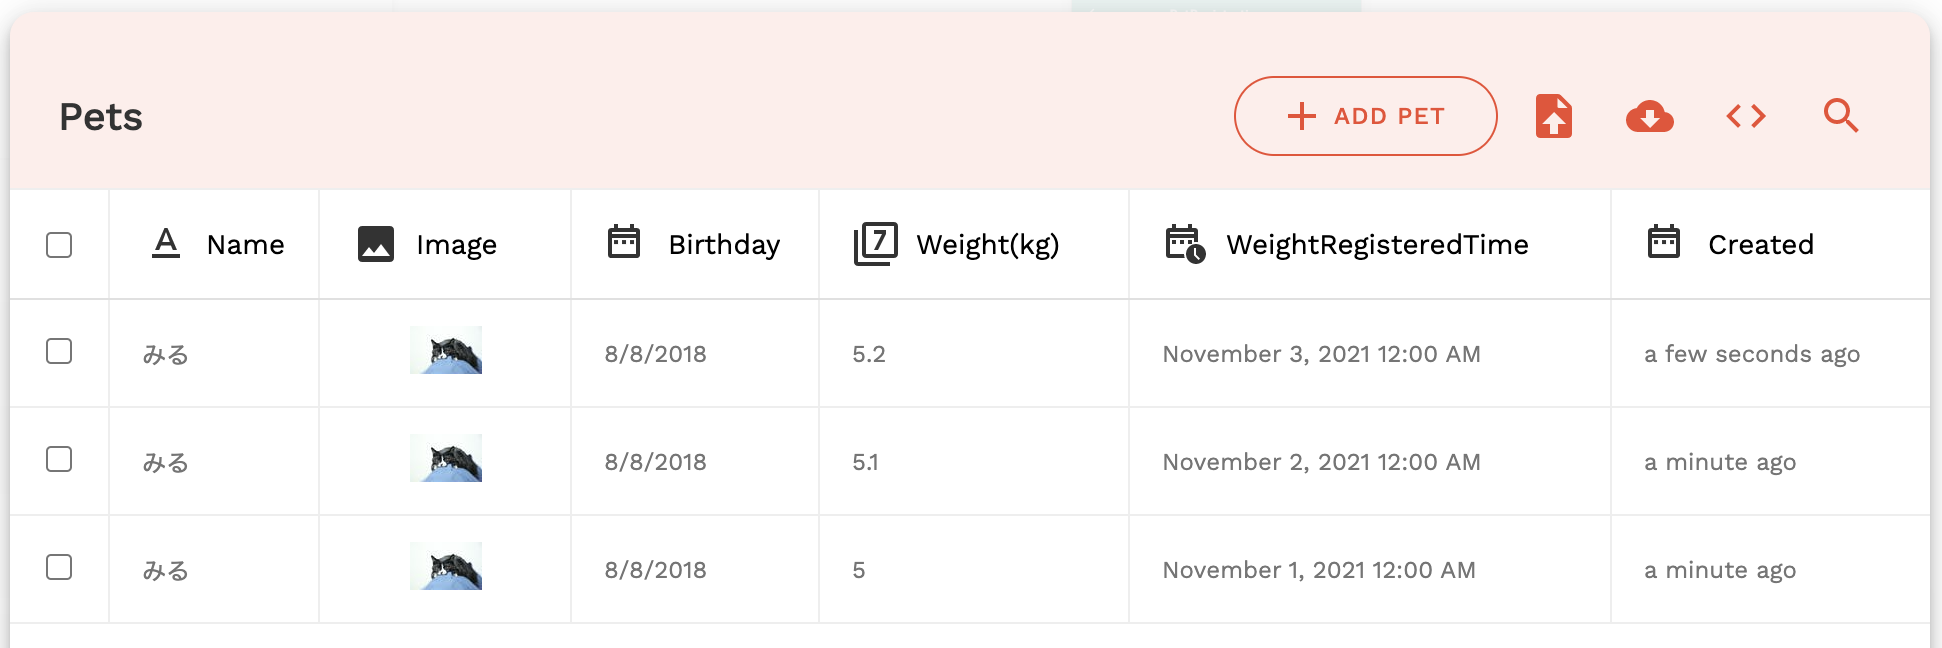 Pets
ADD PET
Name Image Birthday 7 Weight(kg) WeightRegisteredTime Created
みる 8/8/2018 5.2 November 3, 2021 12:00 AM a few seconds ago
みる 8/8/2018 5.1 November 2, 2021 12:00 AM a minute ago
みる 8/8/2018 5 November 1, 2021 12:00 AM a minute ago